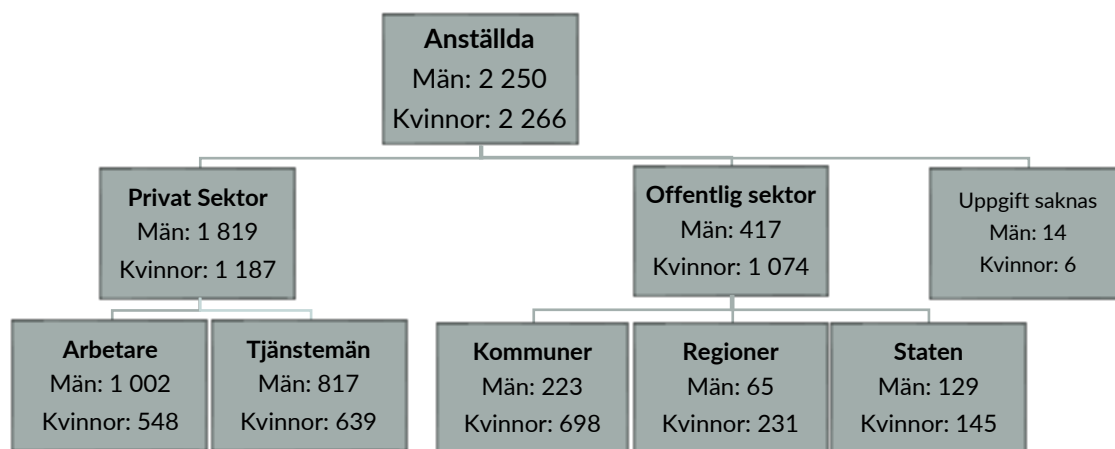 Anställda
Män: 2 250
Kvinnor: 2 266
Privat Sektor
Män: 1 819
Kvinnor: 1 187
Offentlig sektor
Män: 417
Kvinnor: 1 074
Uppgift saknas
Män: 14
Kvinnor: 6
Arbetare
Män: 1 002
Kvinnor: 548
Tjänstemän
Män: 817
Kvinnor: 639
Kommuner
Män: 223
Kvinnor: 698
Regioner
Män: 65
Kvinnor: 231
Staten
Män: 129
Kvinnor: 145